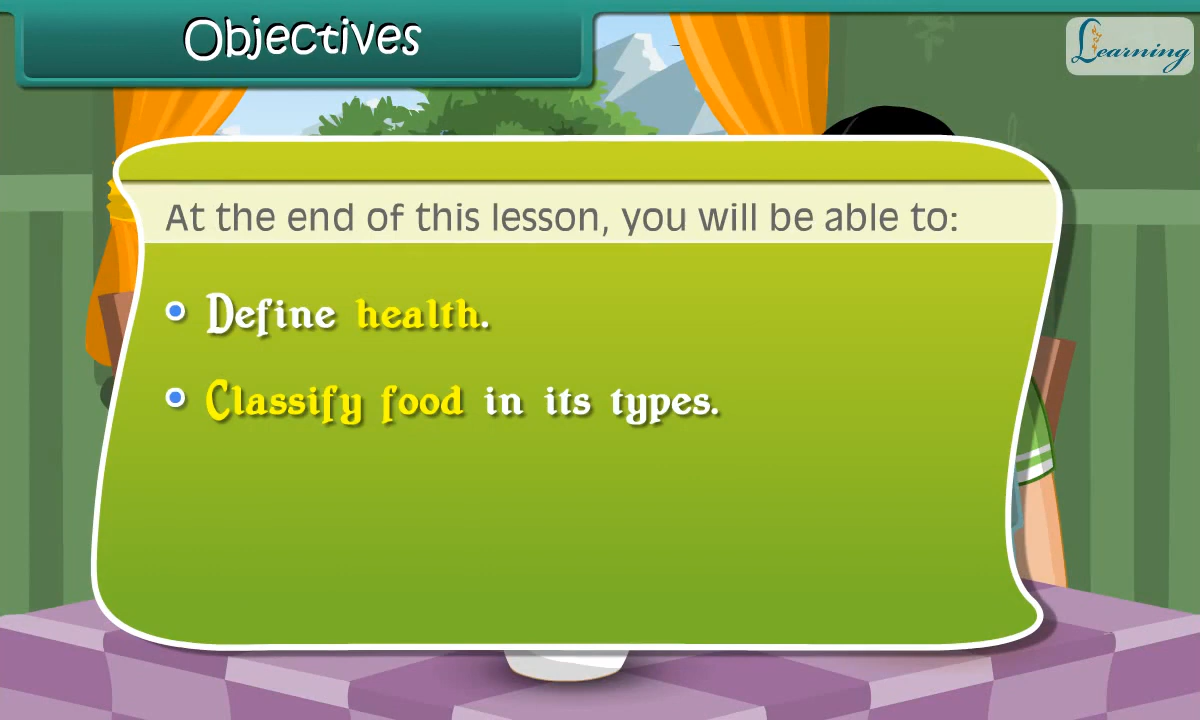 Objectives
Learning
At the end of this lesson, you will be able to:
Define health.
Classify food in its types.